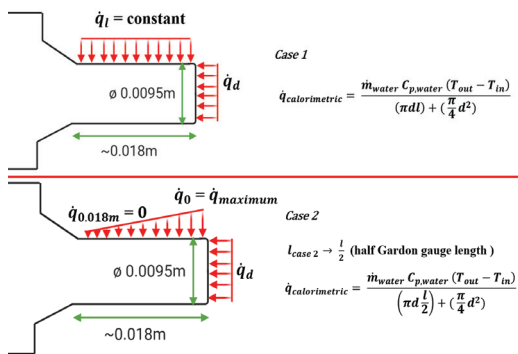 q̇_l = constant
Case 1
ø 0.0095m
q̇_d
q̇_calorimetric = ṁ_water C_p,water (T_out − T_in) / (πdl) + (π/4 d²)
~0.018m
q̇_0 = q̇_maximum
q̇_0.018m = 0
Case 2
l_case 2 → l/2 (half Gardon gauge length )
ø 0.0095m
q̇_d
q̇_calorimetric = ṁ_water C_p,water (T_out − T_in) / (πd l/2) + (π/4 d²)
~0.018m